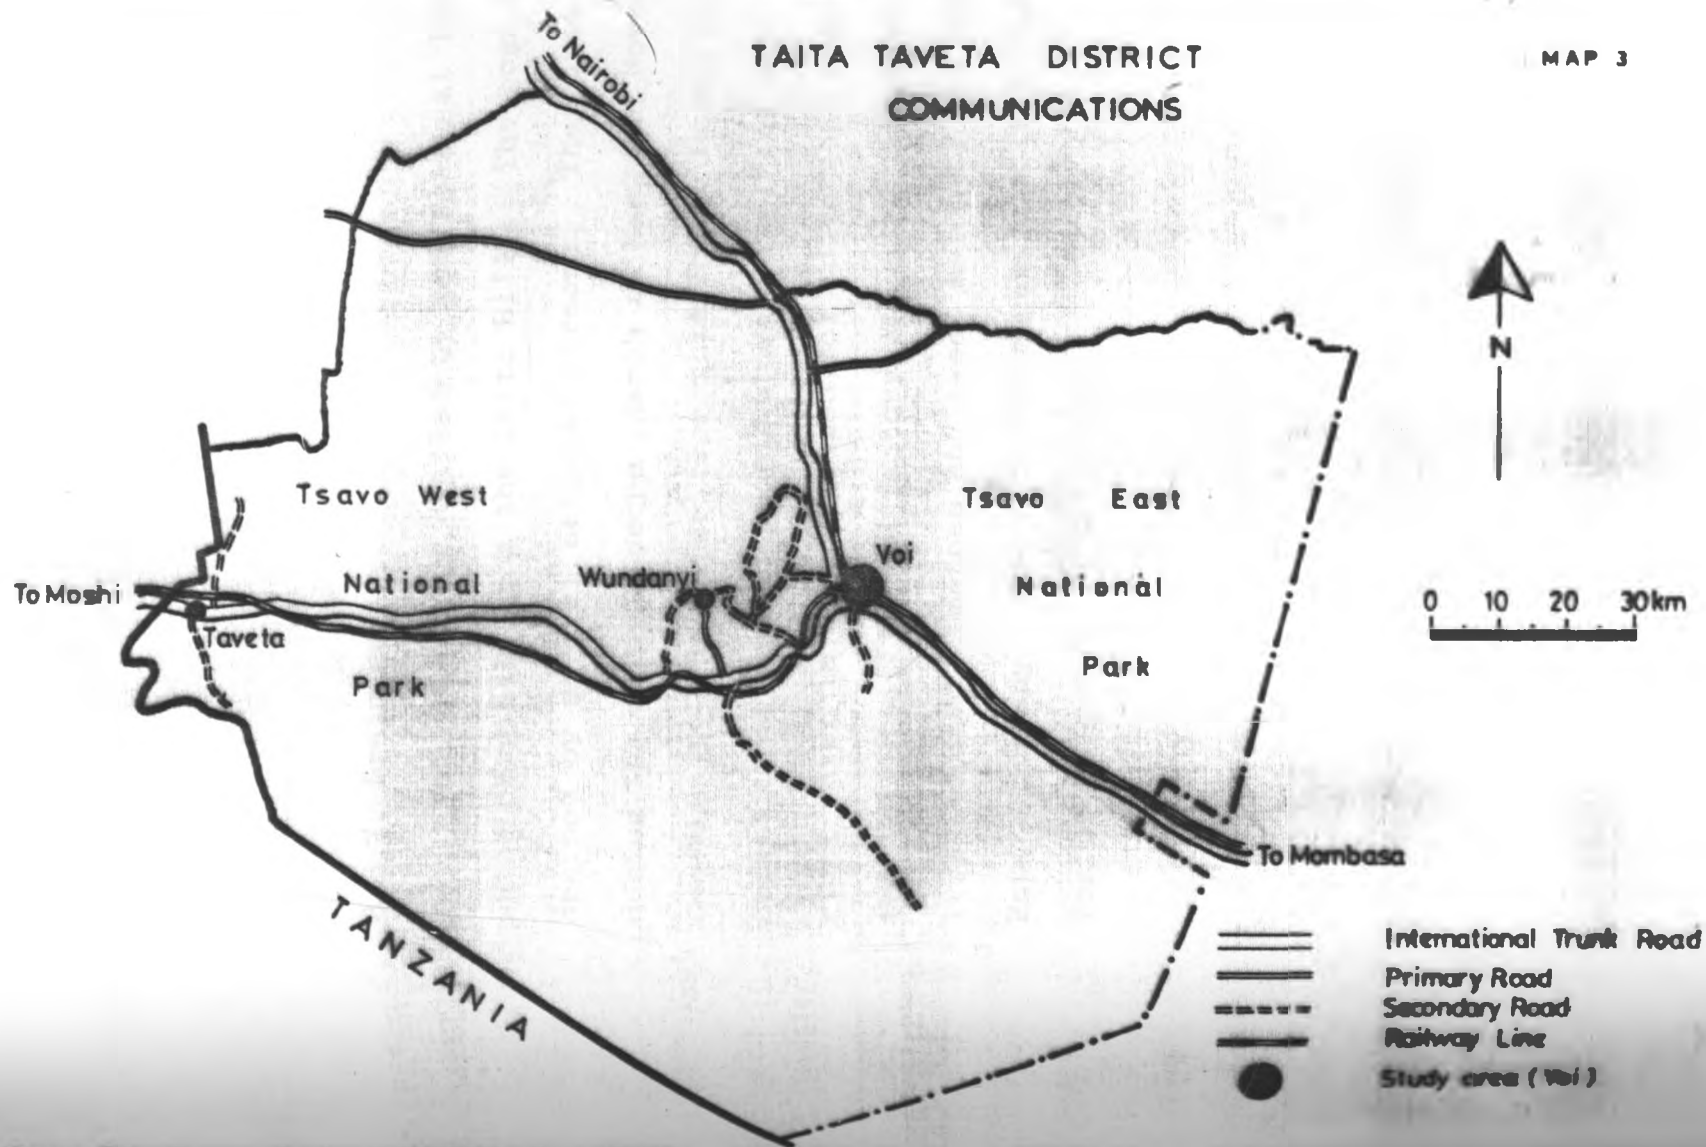 TAITA TAVETA DISTRICT
COMMUNICATIONS
MAP 3
To Nairobi
N
Tsavo West
National
Park
Tsavo East
National
Park
Voi
Wundanyi
To Moshi
Taveta
0 10 20 30km
To Mombasa
TANZANIA
International Trunk Road
Primary Road
Secondary Road
Railway Line
Study area (Voi)